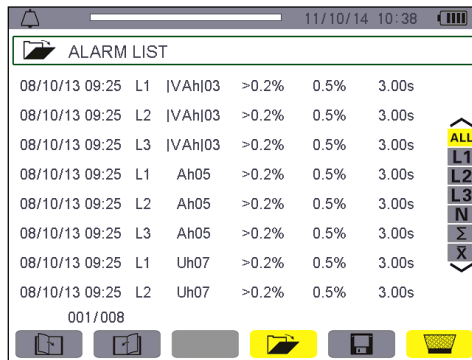 11/10/14 10:38
ALARM LIST
08/10/13 09:25 L1 |VAh|03 >0.2% 0.5% 3.00s
08/10/13 09:25 L2 |VAh|03 >0.2% 0.5% 3.00s
08/10/13 09:25 L3 |VAh|03 >0.2% 0.5% 3.00s
08/10/13 09:25 L1 Ah05 >0.2% 0.5% 3.00s
08/10/13 09:25 L2 Ah05 >0.2% 0.5% 3.00s
08/10/13 09:25 L3 Ah05 >0.2% 0.5% 3.00s
08/10/13 09:25 L1 Uh07 >0.2% 0.5% 3.00s
08/10/13 09:25 L2 Uh07 >0.2% 0.5% 3.00s
ALL
L1
L2
L3
N
Σ
x̄
001/008